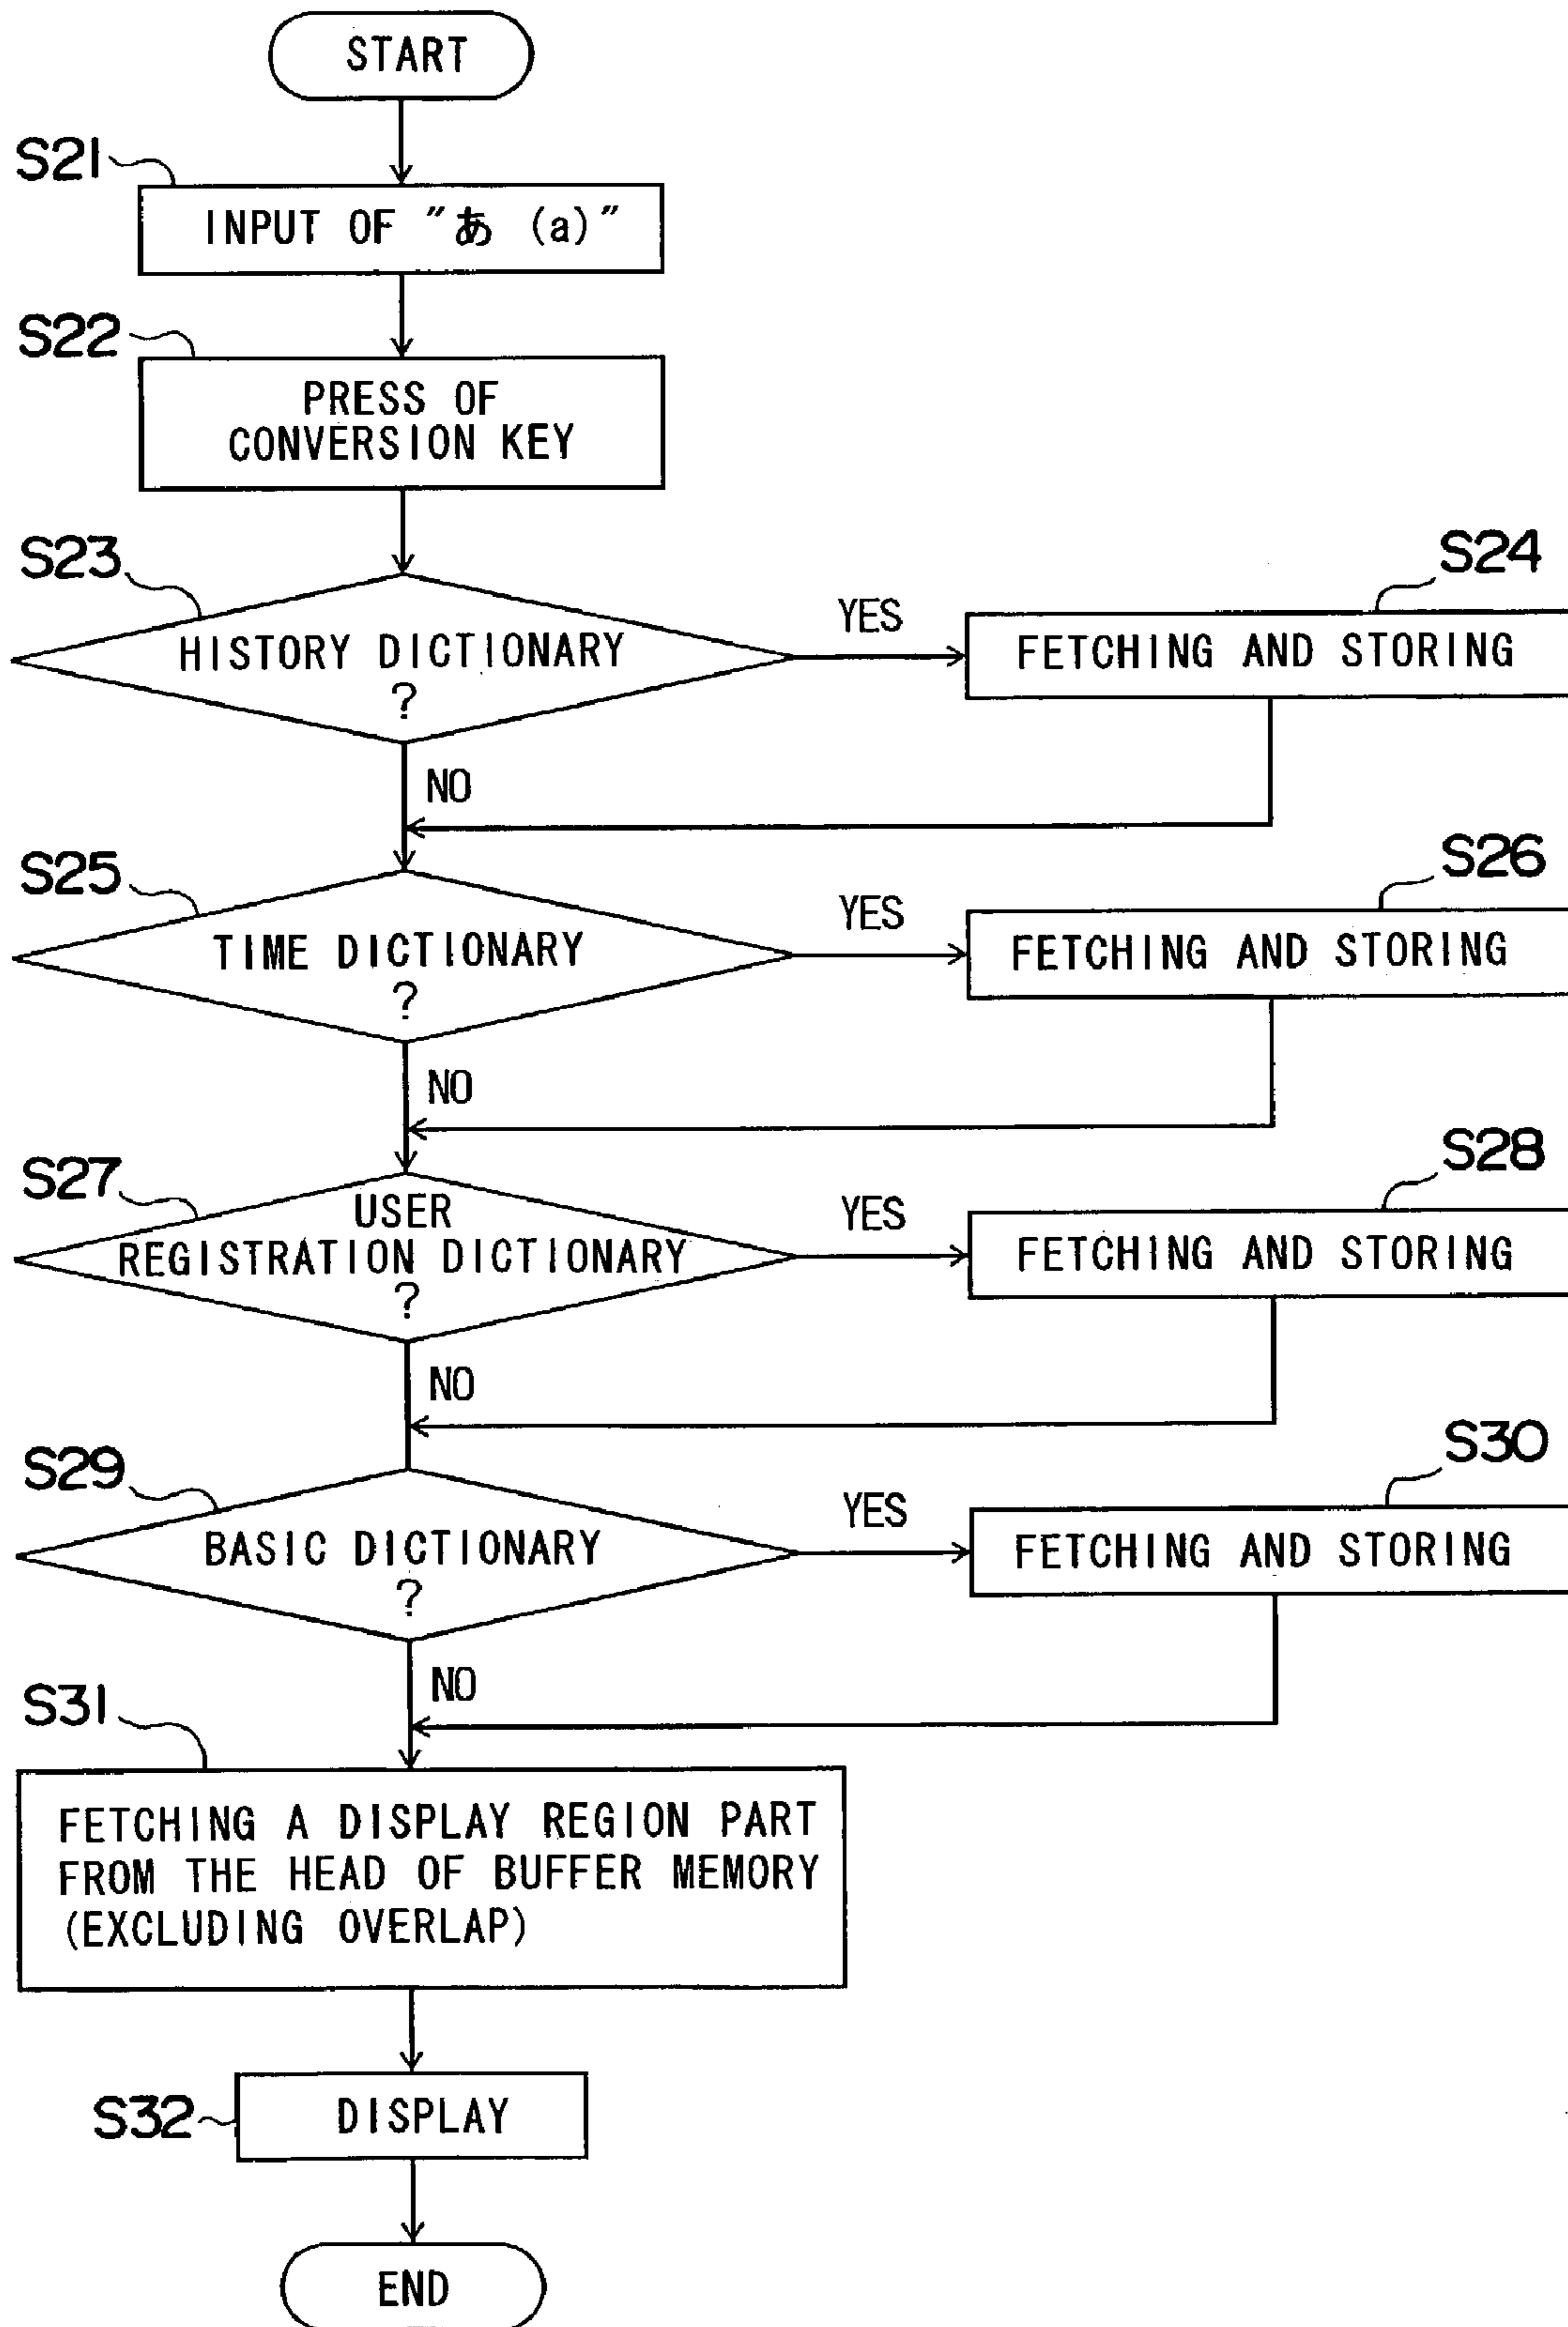 START
S21
INPUT OF "あ (a)"
S22
PRESS OF
CONVERSION KEY
S23
HISTORY DICTIONARY
?
YES
S24
FETCHING AND STORING
NO
S25
TIME DICTIONARY
?
YES
S26
FETCHING AND STORING
NO
S27
USER
REGISTRATION DICTIONARY
?
YES
S28
FETCHING AND STORING
NO
S29
BASIC DICTIONARY
?
YES
S30
FETCHING AND STORING
NO
S31
FETCHING A DISPLAY REGION PART
FROM THE HEAD OF BUFFER MEMORY
(EXCLUDING OVERLAP)
S32
DISPLAY
END